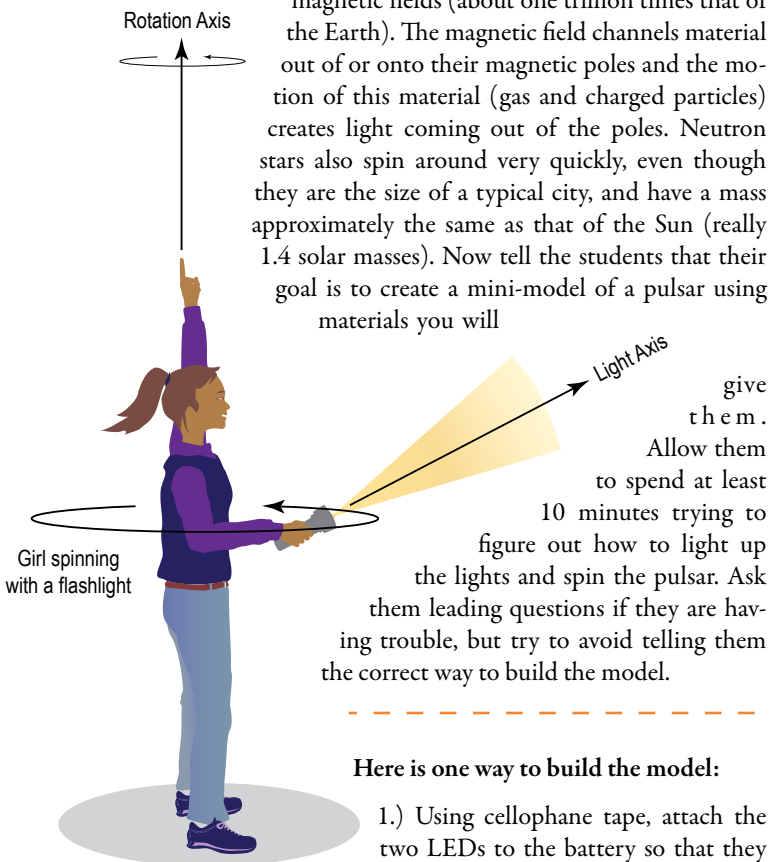 magnetic fields (about one trillion times that of
Rotation Axis
the Earth). The magnetic field channels material
out of or onto their magnetic poles and the mo-
tion of this material (gas and charged particles)
creates light coming out of the poles. Neutron
stars also spin around very quickly, even though
they are the size of a typical city, and have a mass
approximately the same as that of the Sun (really
1.4 solar masses). Now tell the students that their
goal is to create a mini-model of a pulsar using
materials you will
Light Axis
give
them.
Allow them
to spend at least
10 minutes trying to
figure out how to light up
the lights and spin the pulsar. Ask
them leading questions if they are hav-
ing trouble, but try to avoid telling them
the correct way to build the model.
Girl spinning
with a flashlight
Here is one way to build the model:
1.) Using cellophane tape, attach the
two LEDs to the battery so that they